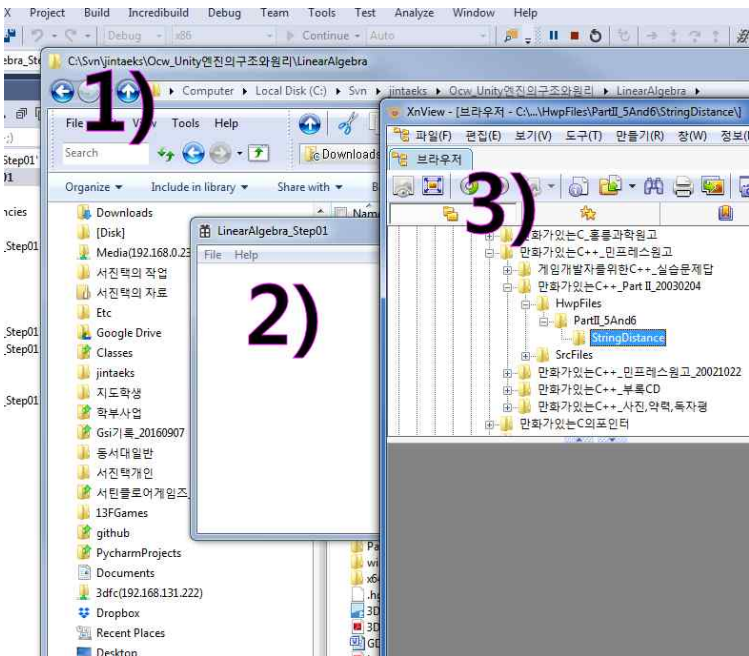 X Project Build Incredibuild Debug Team Tools Test Analyze Window Help
Debug x86 Continue Auto
C:\Svn\jintaeks\Ocw_Unity엔진의구조와원리\LinearAlgebra
Computer Local Disk (C:) Svn jintaeks Ocw_Unity엔진의구조와원리 LinearAlgebra
1)
File View Tools Help
Search
Downloads
Organize Include in library Share with
Downloads
[Disk]
Media(192.168.0.23
서진택의 작업
서진택의 자료
Etc
Google Drive
Classes
jintaeks
지도학생
학부사업
Gsi기록_20160907
동서대일반
서진택개인
서틴플로어게임즈_
13FGames
github
PycharmProjects
Documents
3dfc(192.168.131.222)
Dropbox
Recent Places
Desktop
Step01'
ncies
_Step01
Step01
Step01
_Step01
LinearAlgebra_Step01
File Help
2)
XnView - [브라우저 - C:\...\HwpFiles\PartII_5And6\StringDistance\]
파일(F) 편집(E) 보기(V) 도구(T) 만들기(R) 창(W) 정보(
브라우저
3)
만화가있는C_홍릉과학원고
만화가있는C++_민프레스원고
게임개발자를위한C++_실습문제답
만화가있는C++_Part II_20030204
HwpFiles
PartII_5And6
StringDistance
SrcFiles
만화가있는C++_민프레스원고_20021022
만화가있는C++_부록CD
만화가있는C++_사진,약력,독자평
만화가있는C의포인터